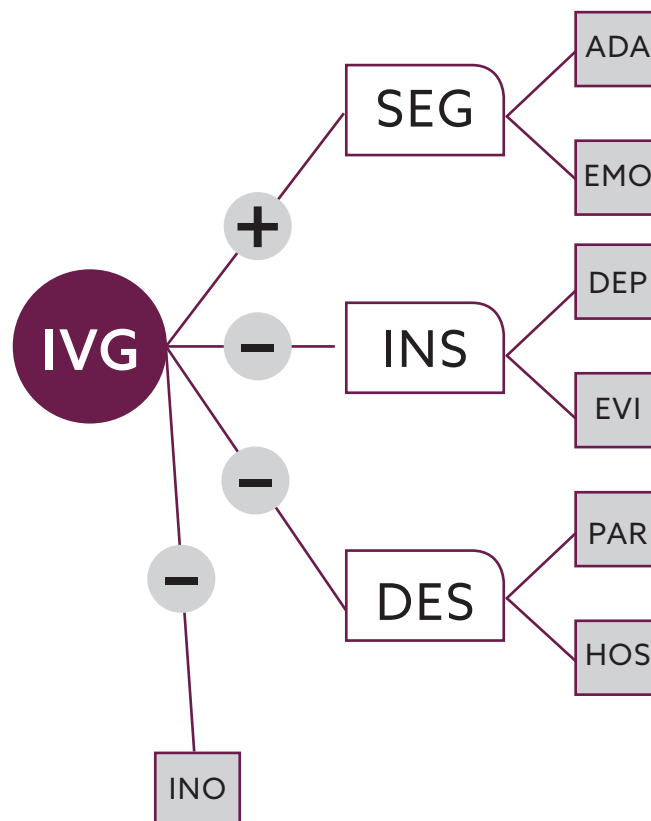 ADA
SEG
EMO
+
DEP
IVG
−
INS
EVI
−
PAR
−
DES
HOS
INO